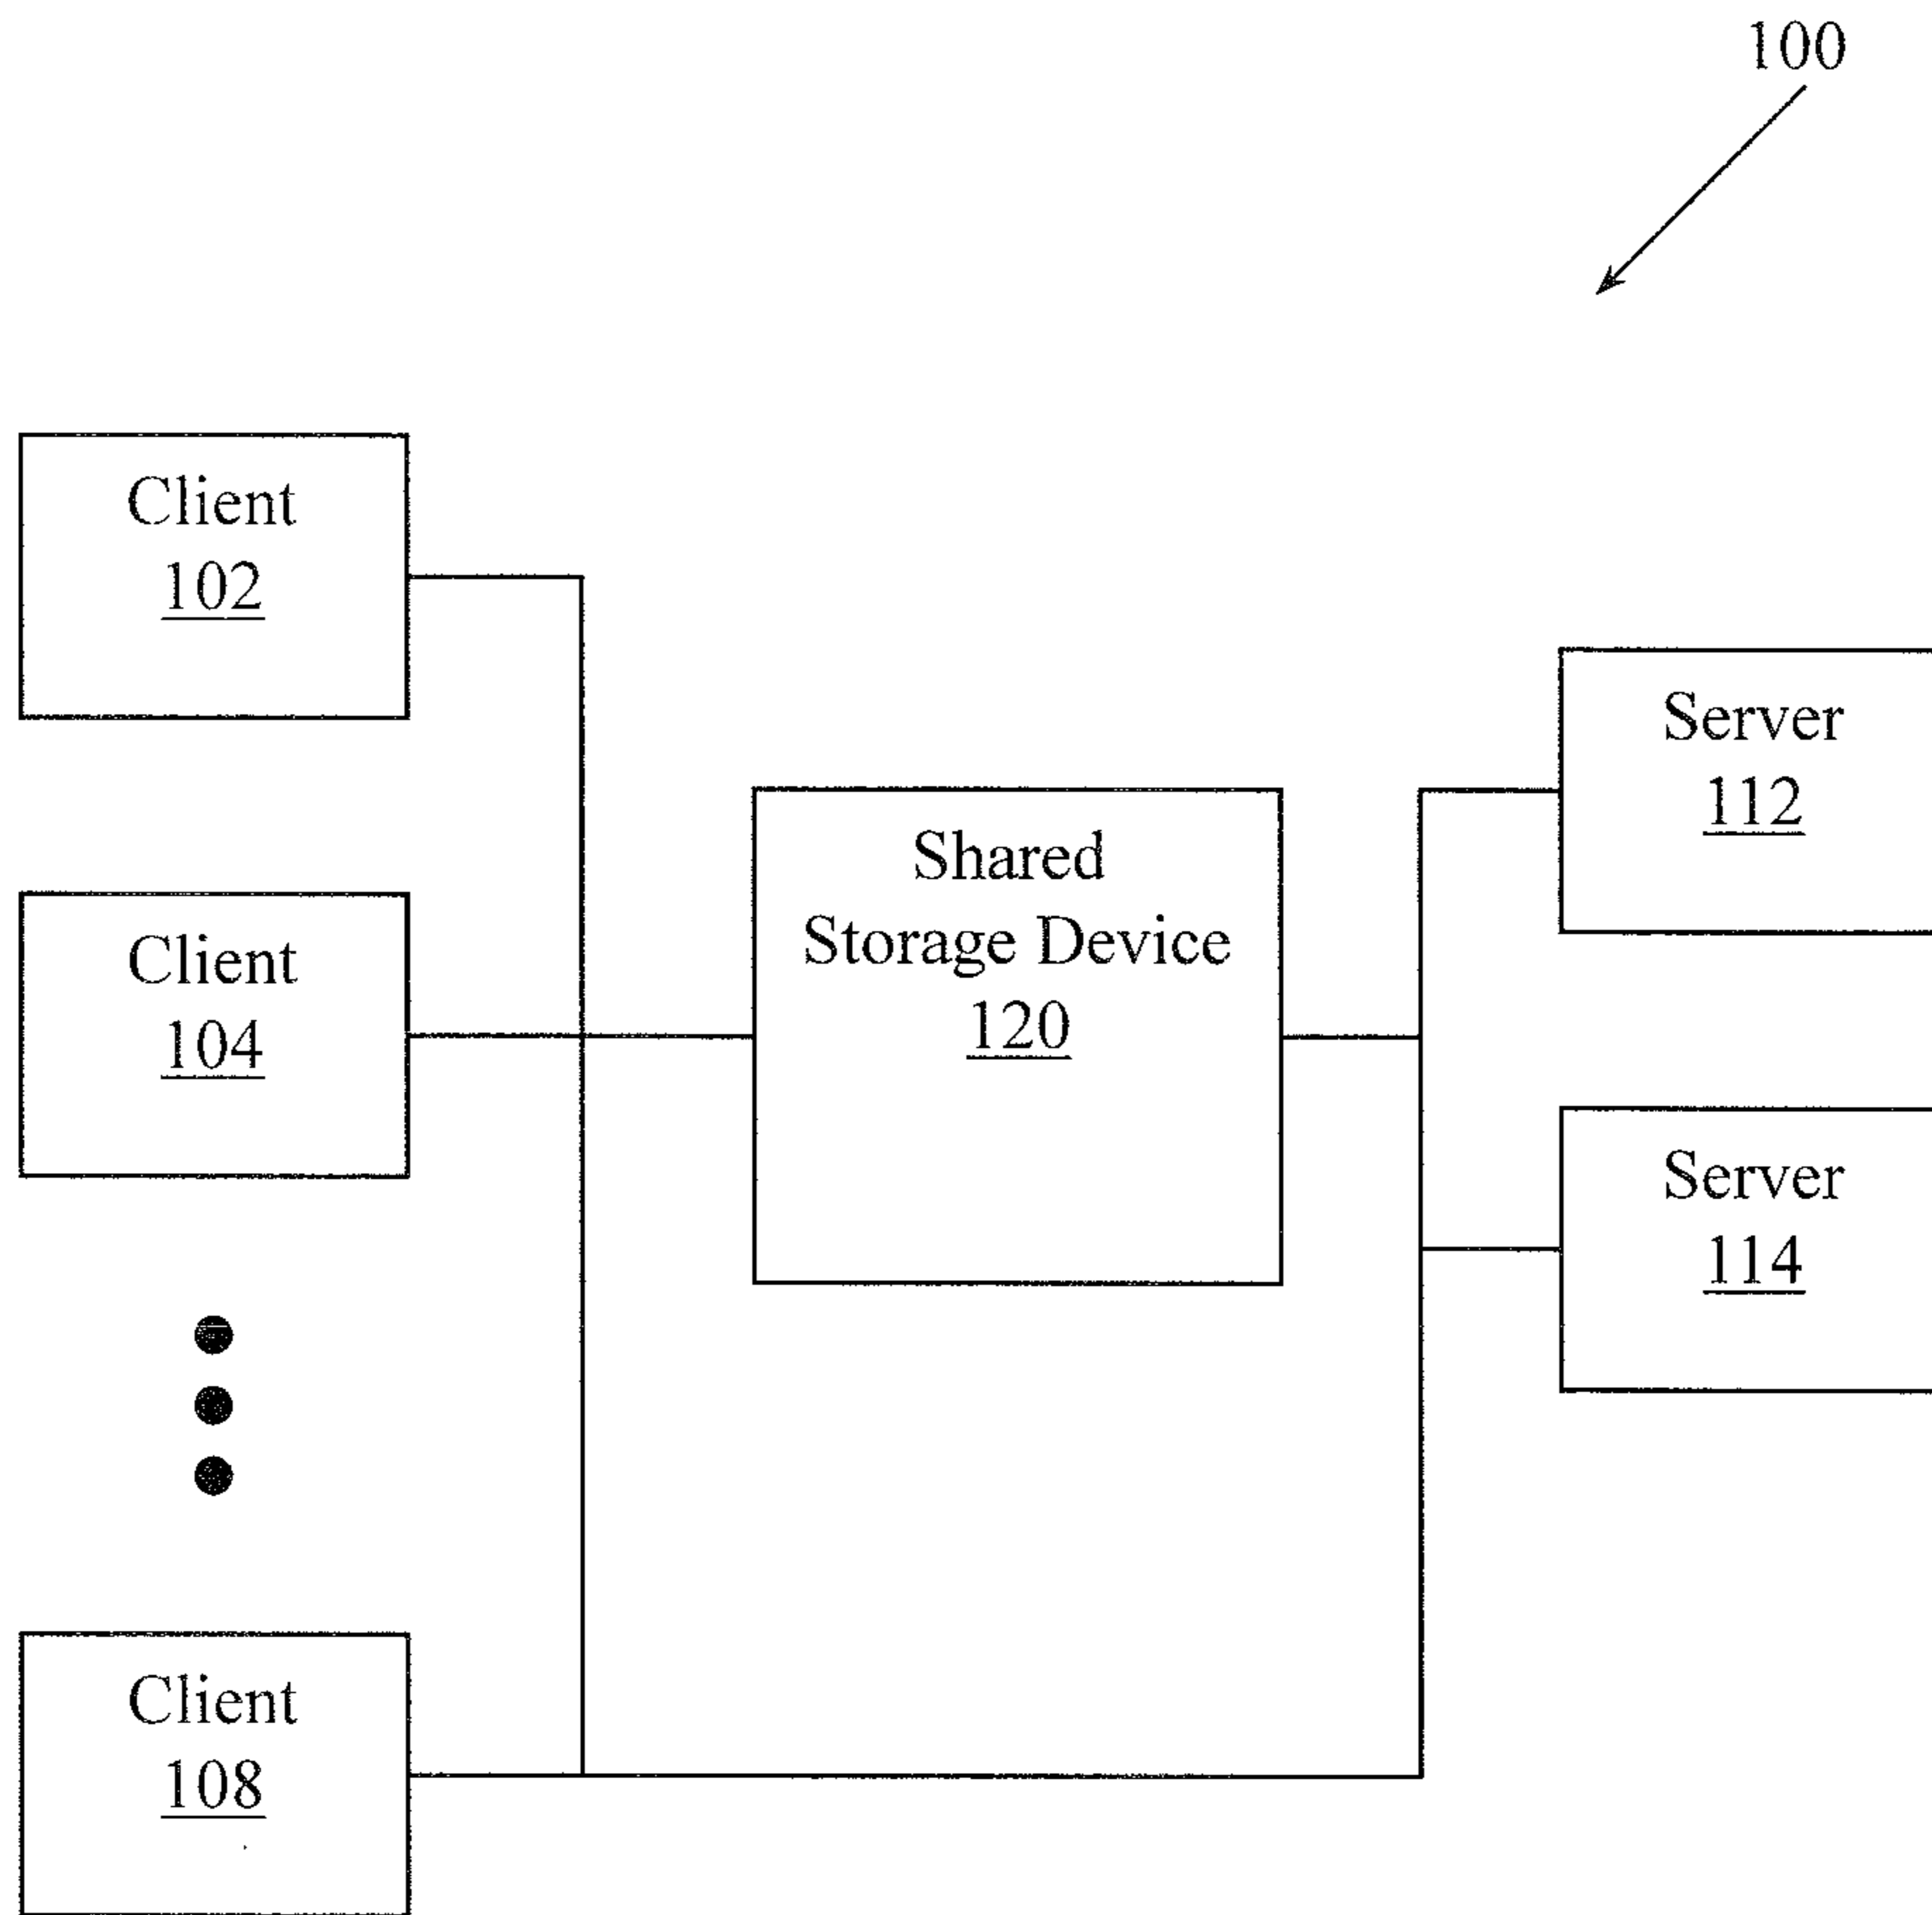 100
Client
102
Server
112
Shared
Storage Device
120
Client
104
Server
114
Client
108